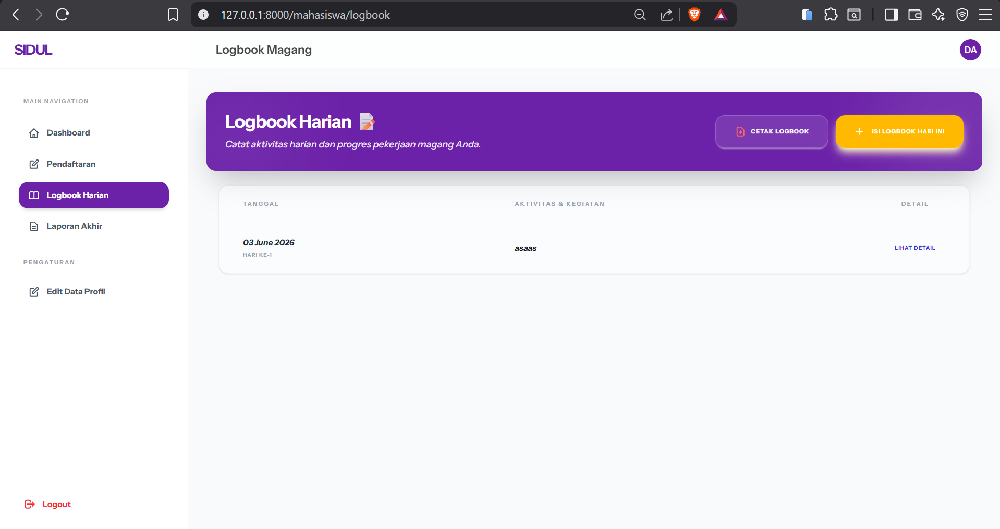 127.0.0.1:8000/mahasiswa/logbook
SIDUL
Logbook Magang
DA
MAIN NAVIGATION
Dashboard
Pendaftaran
Logbook Harian
Laporan Akhir
PENGATURAN
Edit Data Profil
Logout
Logbook Harian
Catat aktivitas harian dan progres pekerjaan magang Anda.
CETAK LOGBOOK
ISI LOGBOOK HARI INI
TANGGAL
AKTIVITAS & KEGIATAN
DETAIL
03 June 2026
HARI KE-1
asaas
LIHAT DETAIL